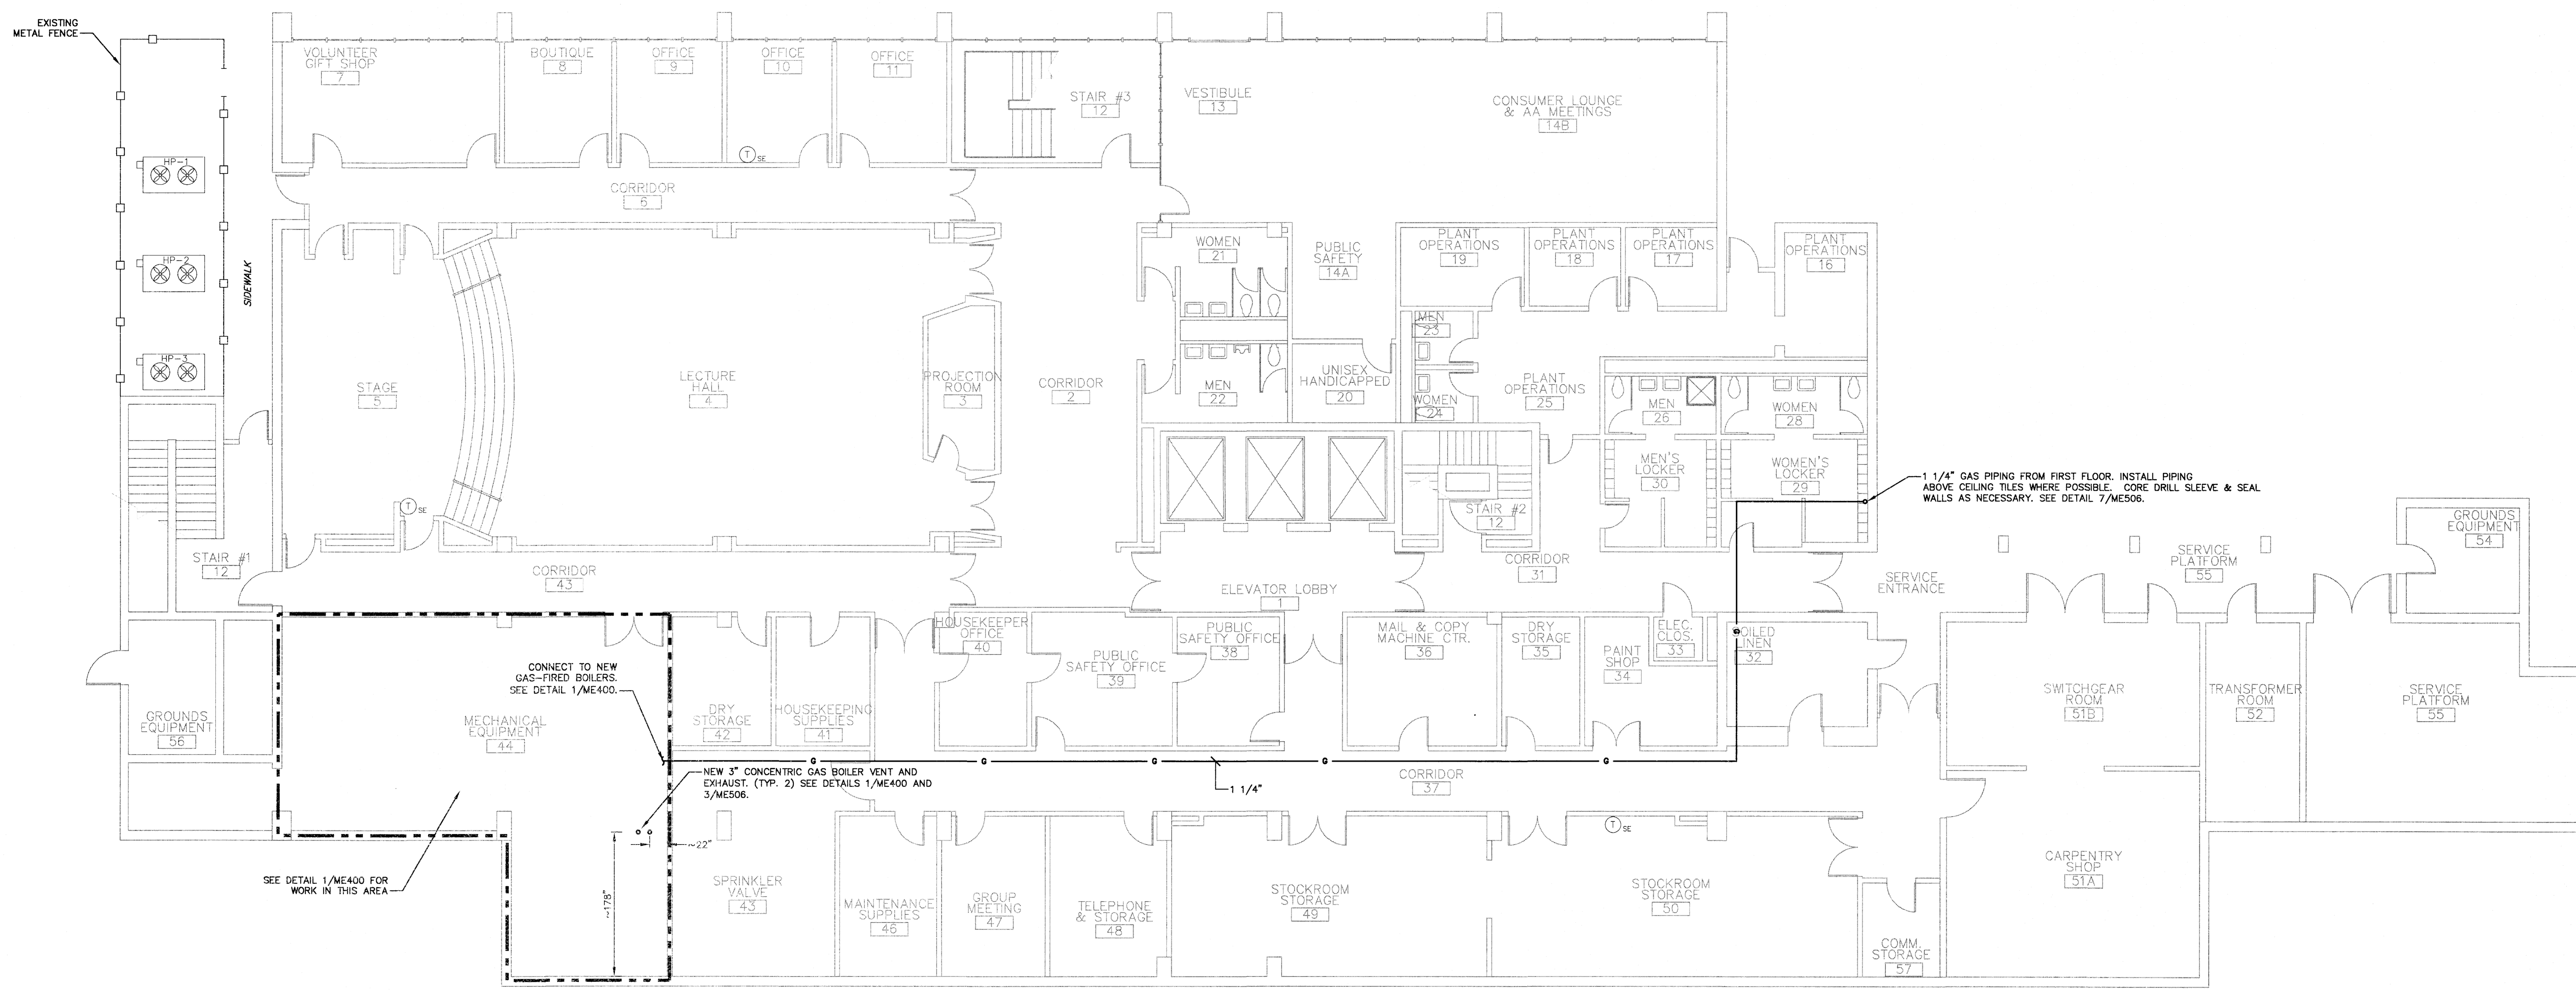 EXISTING
METAL FENCE
VOLUNTEER
GIFT SHOP
7
BOUTIQUE
8
OFFICE
9
OFFICE
10
OFFICE
11
STAIR #3
12
VESTIBULE
13
CONSUMER LOUNGE
& AA MEETINGS
14B
HP-1
T
SE
CORRIDOR
6
HP-2
SIDEWALK
WOMEN
21
PUBLIC
SAFETY
14A
PLANT
OPERATIONS
19
PLANT
OPERATIONS
18
PLANT
OPERATIONS
17
PLANT
OPERATIONS
16
MEN
23
HP-3
STAGE
5
LECTURE
HALL
4
PROJECTION
ROOM
3
CORRIDOR
2
MEN
22
UNISEX
HANDICAPPED
20
WOMEN
24
PLANT
OPERATIONS
25
MEN
26
WOMEN
28
MEN'S
LOCKER
30
WOMEN'S
LOCKER
29
1 1/4" GAS PIPING FROM FIRST FLOOR. INSTALL PIPING
ABOVE CEILING TILES WHERE POSSIBLE. CORE DRILL SLEEVE & SEAL
WALLS AS NECESSARY. SEE DETAIL 7/ME506.
T
SE
STAIR #2
12
GROUNDS
EQUIPMENT
54
STAIR #1
12
CORRIDOR
43
ELEVATOR LOBBY
1
CORRIDOR
31
SERVICE
ENTRANCE
SERVICE
PLATFORM
55
HOUSEKEEPER
OFFICE
40
PUBLIC
SAFETY OFFICE
39
PUBLIC
SAFETY OFFICE
38
MAIL & COPY
MACHINE CTR.
36
DRY
STORAGE
35
PAINT
SHOP
34
ELEC.
CLOS.
33
SOILED
LINEN
32
CONNECT TO NEW
GAS-FIRED BOILERS.
SEE DETAIL 1/ME400.
GROUNDS
EQUIPMENT
56
MECHANICAL
EQUIPMENT
44
DRY
STORAGE
42
HOUSEKEEPING
SUPPLIES
41
SWITCHGEAR
ROOM
51B
TRANSFORMER
ROOM
52
SERVICE
PLATFORM
55
G G G G G
NEW 3" CONCENTRIC GAS BOILER VENT AND
EXHAUST. (TYP. 2) SEE DETAILS 1/ME400 AND
3/ME506.
1 1/4"
CORRIDOR
37
T
SE
~22"
~178"
SEE DETAIL 1/ME400 FOR
WORK IN THIS AREA
SPRINKLER
VALVE
43
MAINTENANCE
SUPPLIES
46
GROUP
MEETING
47
TELEPHONE
& STORAGE
48
STOCKROOM
STORAGE
49
STOCKROOM
STORAGE
50
CARPENTRY
SHOP
51A
COMM.
STORAGE
57